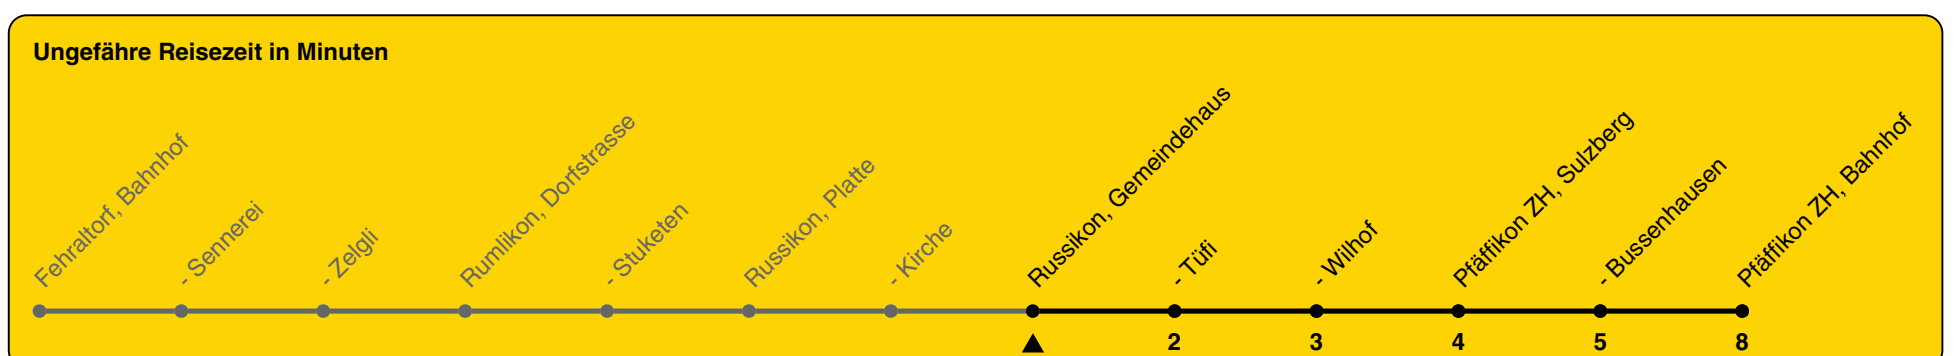 Ungefähre Reisezeit in Minuten
Fehraltorf, Bahnhof
- Sennerei
- Zelgli
Rumlikon, Dorfstrasse
- Stuketen
Russikon, Platte
- Kirche
Russikon, Gemeindehaus
- Tüfi
- Wilhof
Pfäffikon ZH, Sulzberg
- Bussenhausen
Pfäffikon ZH, Bahnhof
2 3 4 5 8